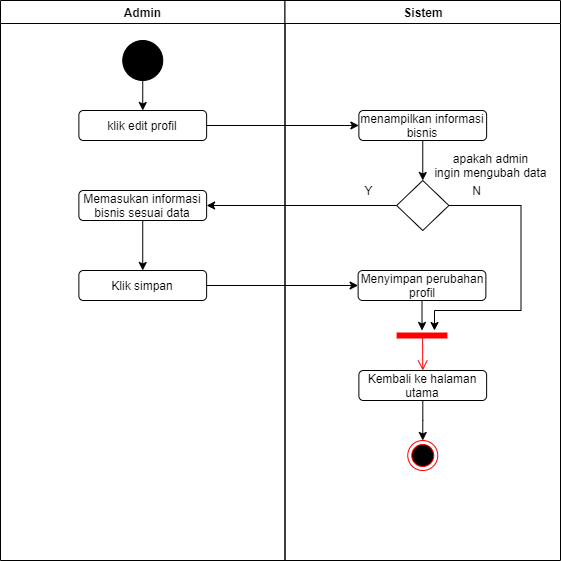 Admin
Sistem
klik edit profil
menampilkan informasi
bisnis
apakah admin
ingin mengubah data
Y
N
Memasukan informasi
bisnis sesuai data
Klik simpan
Menyimpan perubahan
profil
Kembali ke halaman
utama